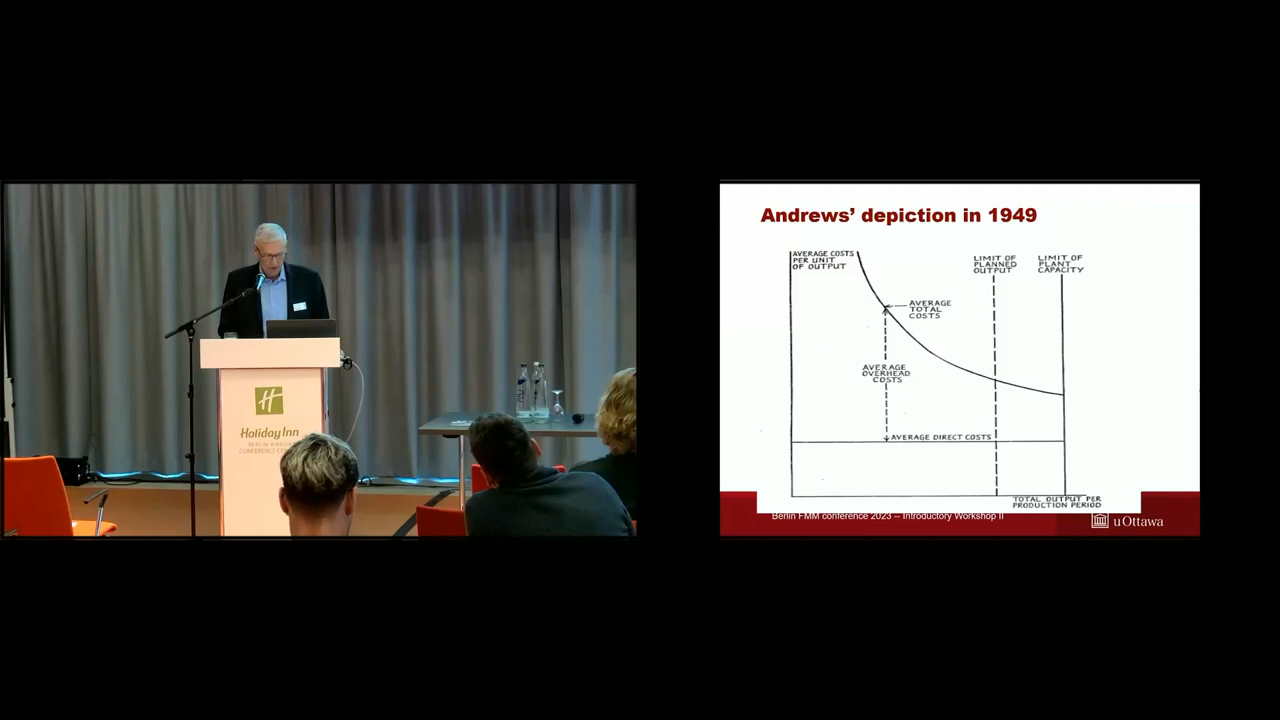 Holiday Inn
CONFERENCE
Andrews' depiction in 1949
AVERAGE COSTS
PER UNIT
OF OUTPUT
LIMIT OF
PLANNED
OUTPUT
LIMIT OF
PLANT
CAPACITY
AVERAGE
TOTAL
COSTS
AVERAGE
OVERHEAD
COSTS
AVERAGE DIRECT COSTS
TOTAL OUTPUT PER
PRODUCTION PERIOD
Berlin FMM conference 2023 -- Introductory Workshop II
uOttawa